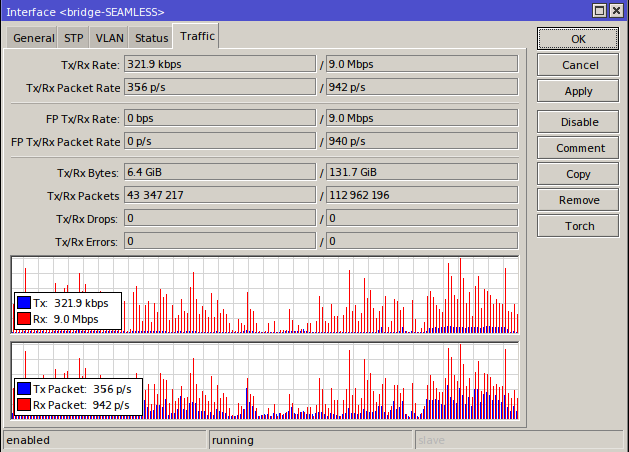 Interface <bridge-SEAMLESS>
General STP VLAN Status Traffic
OK
Cancel
Apply
Disable
Comment
Copy
Remove
Torch
Tx/Rx Rate: 321.9 kbps / 9.0 Mbps
Tx/Rx Packet Rate 356 p/s / 942 p/s
FP Tx/Rx Rate: 0 bps / 9.0 Mbps
FP Tx/Rx Packet Rate 0 p/s / 940 p/s
Tx/Rx Bytes: 6.4 GiB / 131.7 GiB
Tx/Rx Packets 43 347 217 / 112 962 196
Tx/Rx Drops: 0 / 0
Tx/Rx Errors: 0 / 0
Tx: 321.9 kbps
Rx: 9.0 Mbps
Tx Packet: 356 p/s
Rx Packet: 942 p/s
enabled running slave